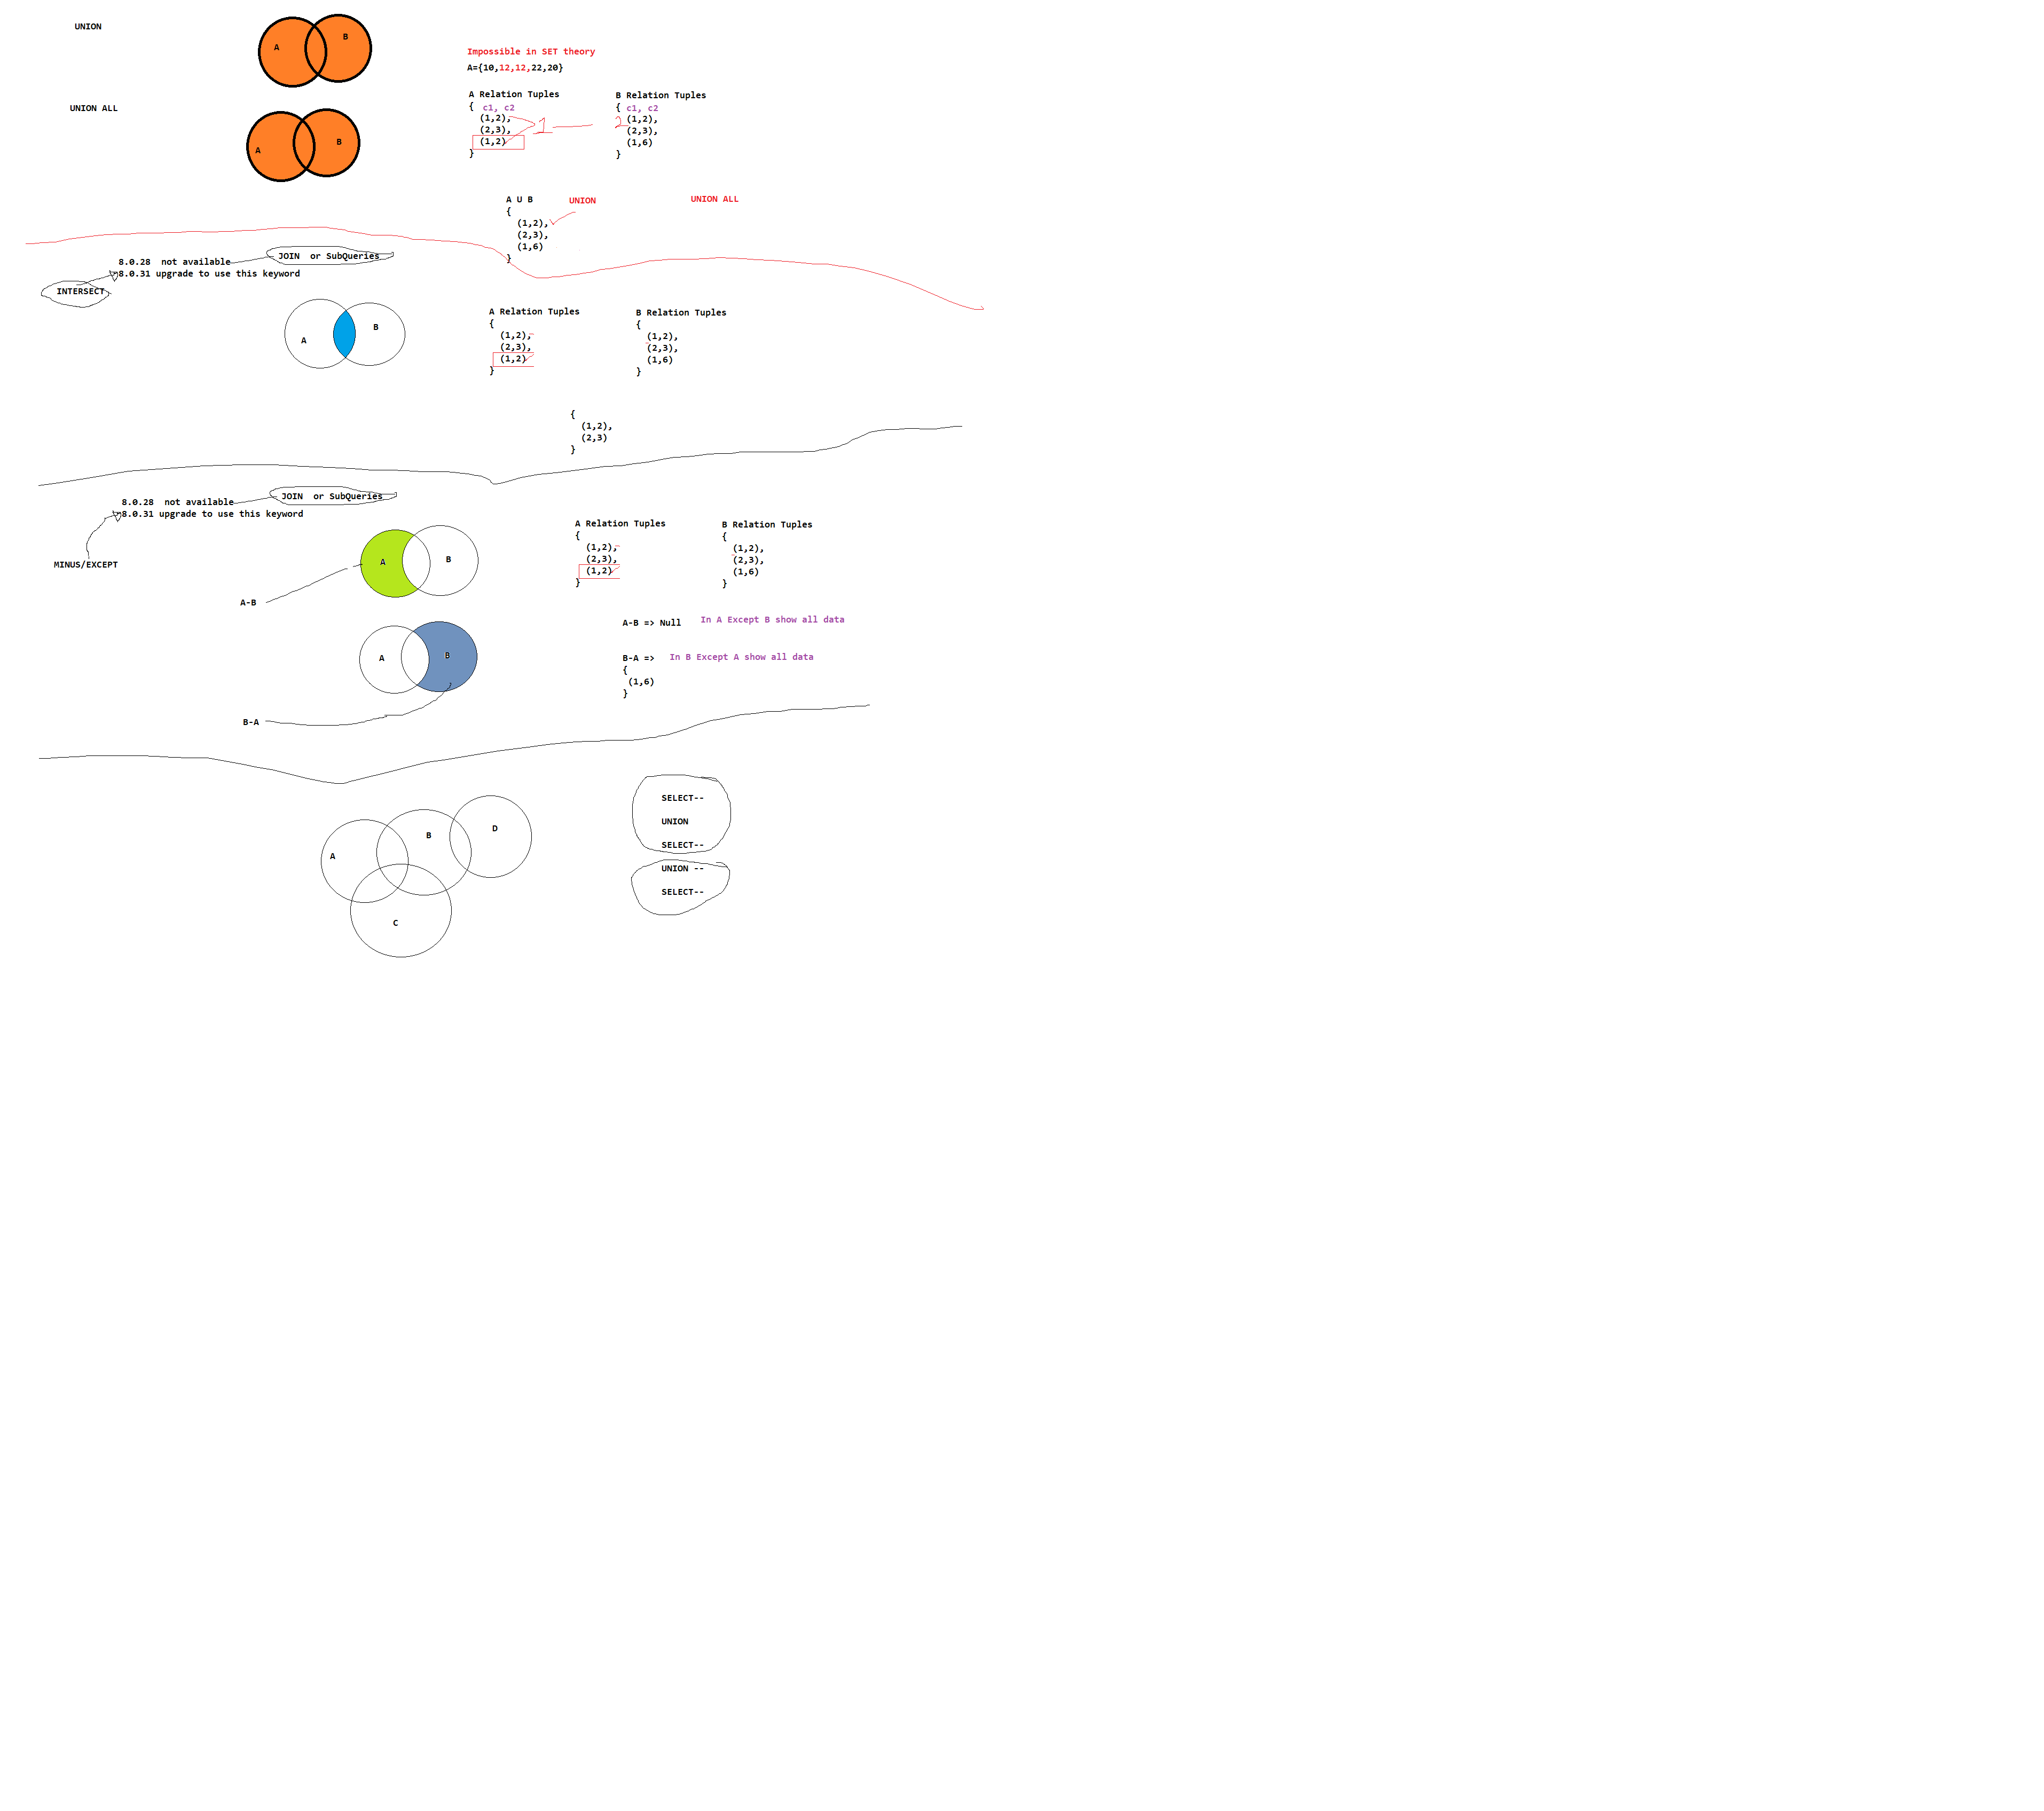 UNION
A
B
Impossible in SET theory
A={10,12,12,22,20}
UNION ALL
A
B
A Relation Tuples
{ c1, c2
(1,2),
(2,3),
(1,2)
}
1
2
B Relation Tuples
{ c1, c2
(1,2),
(2,3),
(1,6)
}
A U B
UNION
UNION ALL
{
(1,2),
(2,3),
(1,6)
}
8.0.28  not available
JOIN  or SubQueries
8.0.31 upgrade to use this keyword
INTERSECT
A
B
A Relation Tuples
{
(1,2),
(2,3),
(1,2)
}
B Relation Tuples
{
(1,2),
(2,3),
(1,6)
}
{
(1,2),
(2,3)
}
8.0.28  not available
JOIN  or SubQueries
8.0.31 upgrade to use this keyword
MINUS/EXCEPT
A
B
A-B
A Relation Tuples
{
(1,2),
(2,3),
(1,2)
}
B Relation Tuples
{
(1,2),
(2,3),
(1,6)
}
A-B => Null
In A Except B show all data
A
B
B-A
B-A =>
In B Except A show all data
{
(1,6)
}
A
B
D
C
SELECT--
UNION
SELECT--
UNION --
SELECT--